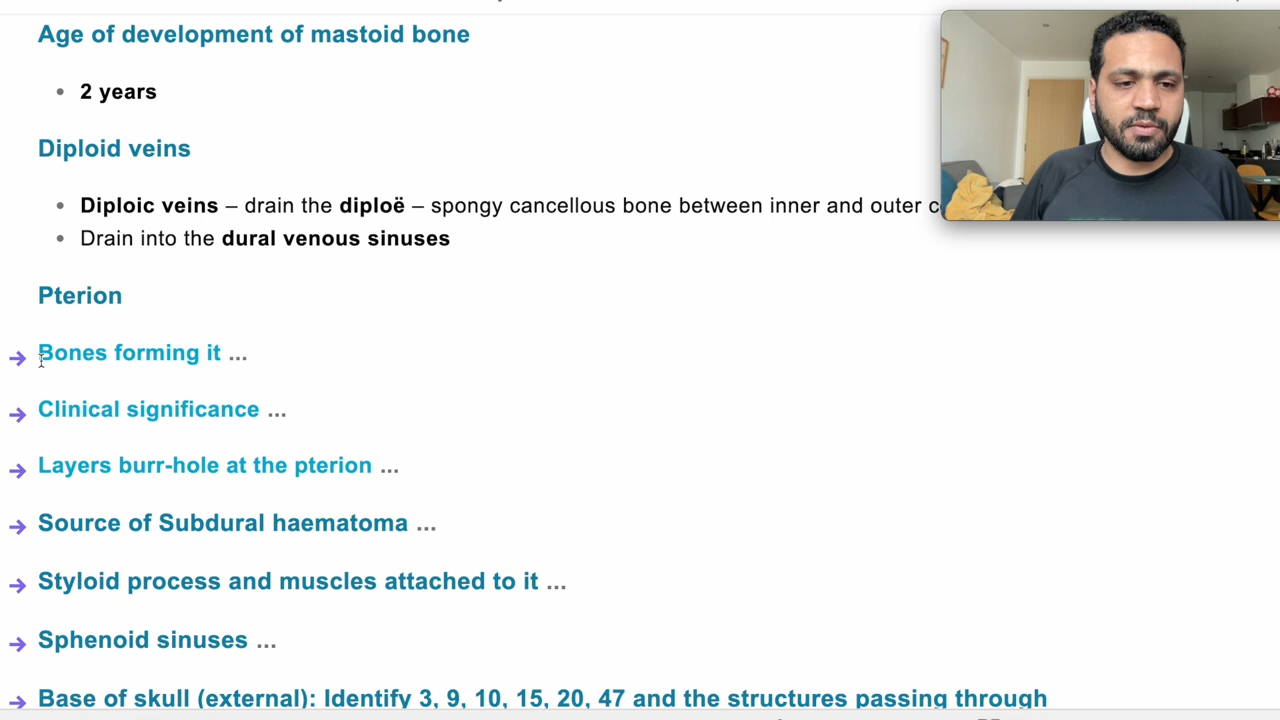 Age of development of mastoid bone
2 years
Diploid veins
Diploic veins – drain the diploë – spongy cancellous bone between inner and outer
Drain into the dural venous sinuses
Pterion
Bones forming it ...
Clinical significance ...
Layers burr-hole at the pterion ...
Source of Subdural haematoma ...
Styloid process and muscles attached to it ...
Sphenoid sinuses ...
Base of skull (external): Identify 3, 9, 10, 15, 20, 47 and the structures passing through